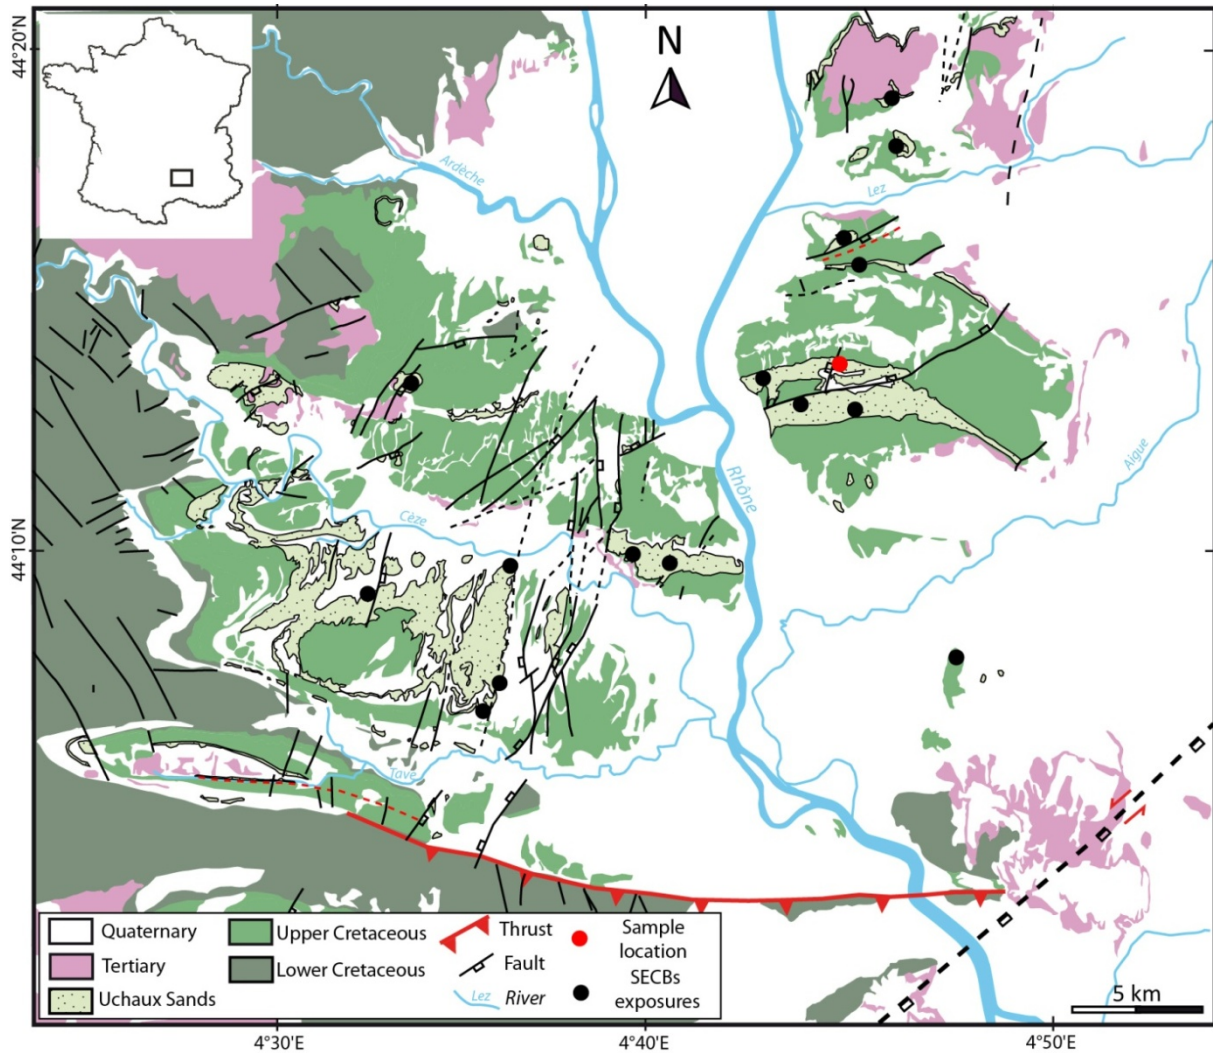 44°20'N
N
Ardèche
Lez
Aigue
Rhône
Cèze
44°10'N
Tave
Quaternary
Tertiary
Uchaux Sands
Upper Cretaceous
Lower Cretaceous
Thrust
Fault
Lez River
Sample
location
SECBs
exposures
5 km
4°30'E
4°40'E
4°50'E